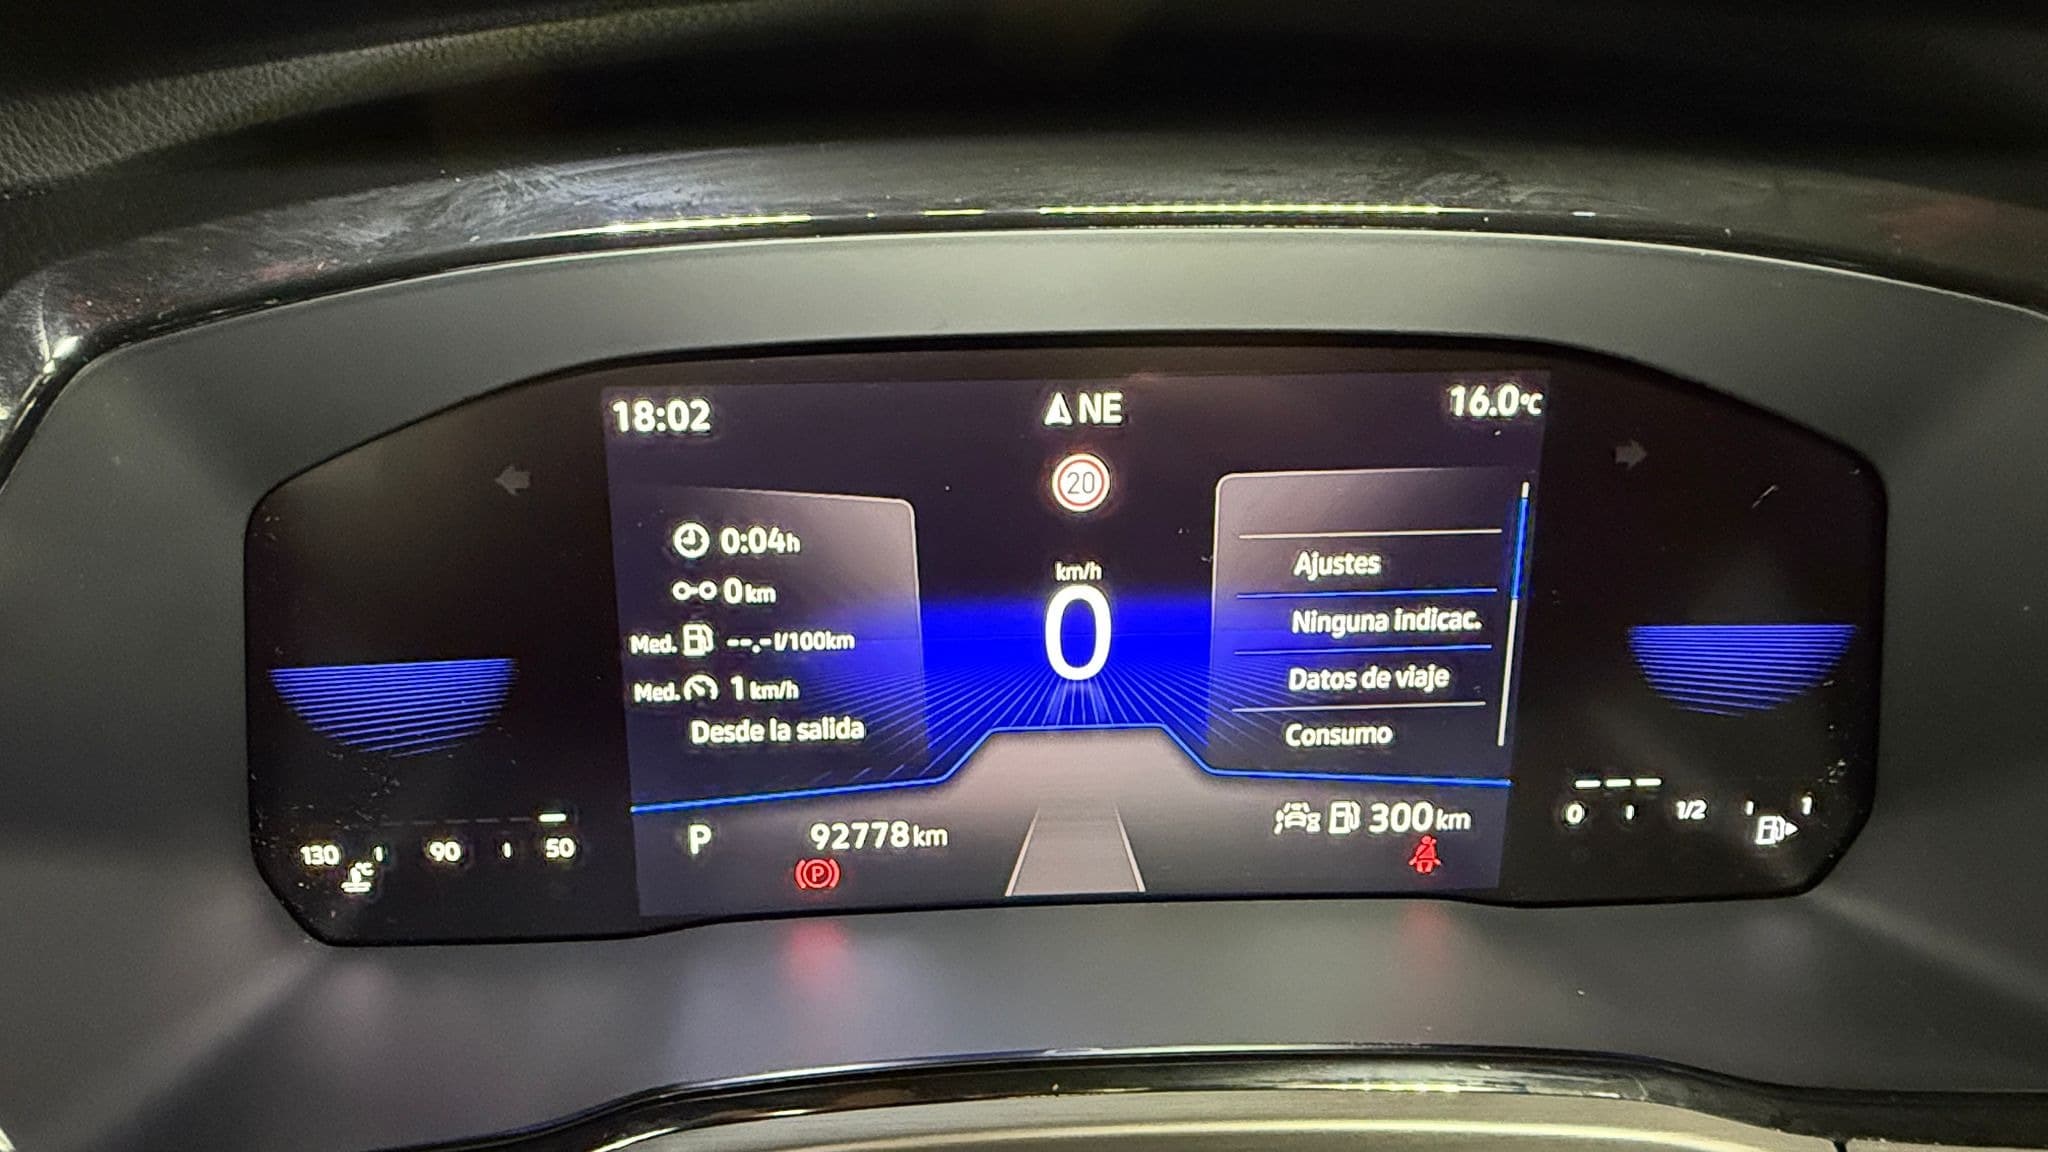 18:02
NE
16.0°C
20
0:04h
0km
Med. --.-l/100km
Med. 1 km/h
Desde la salida
km/h
0
Ajustes
Ninguna indicac.
Datos de viaje
Consumo
130 90 50
°C
P
92778km
P
300km
0 1/2 1